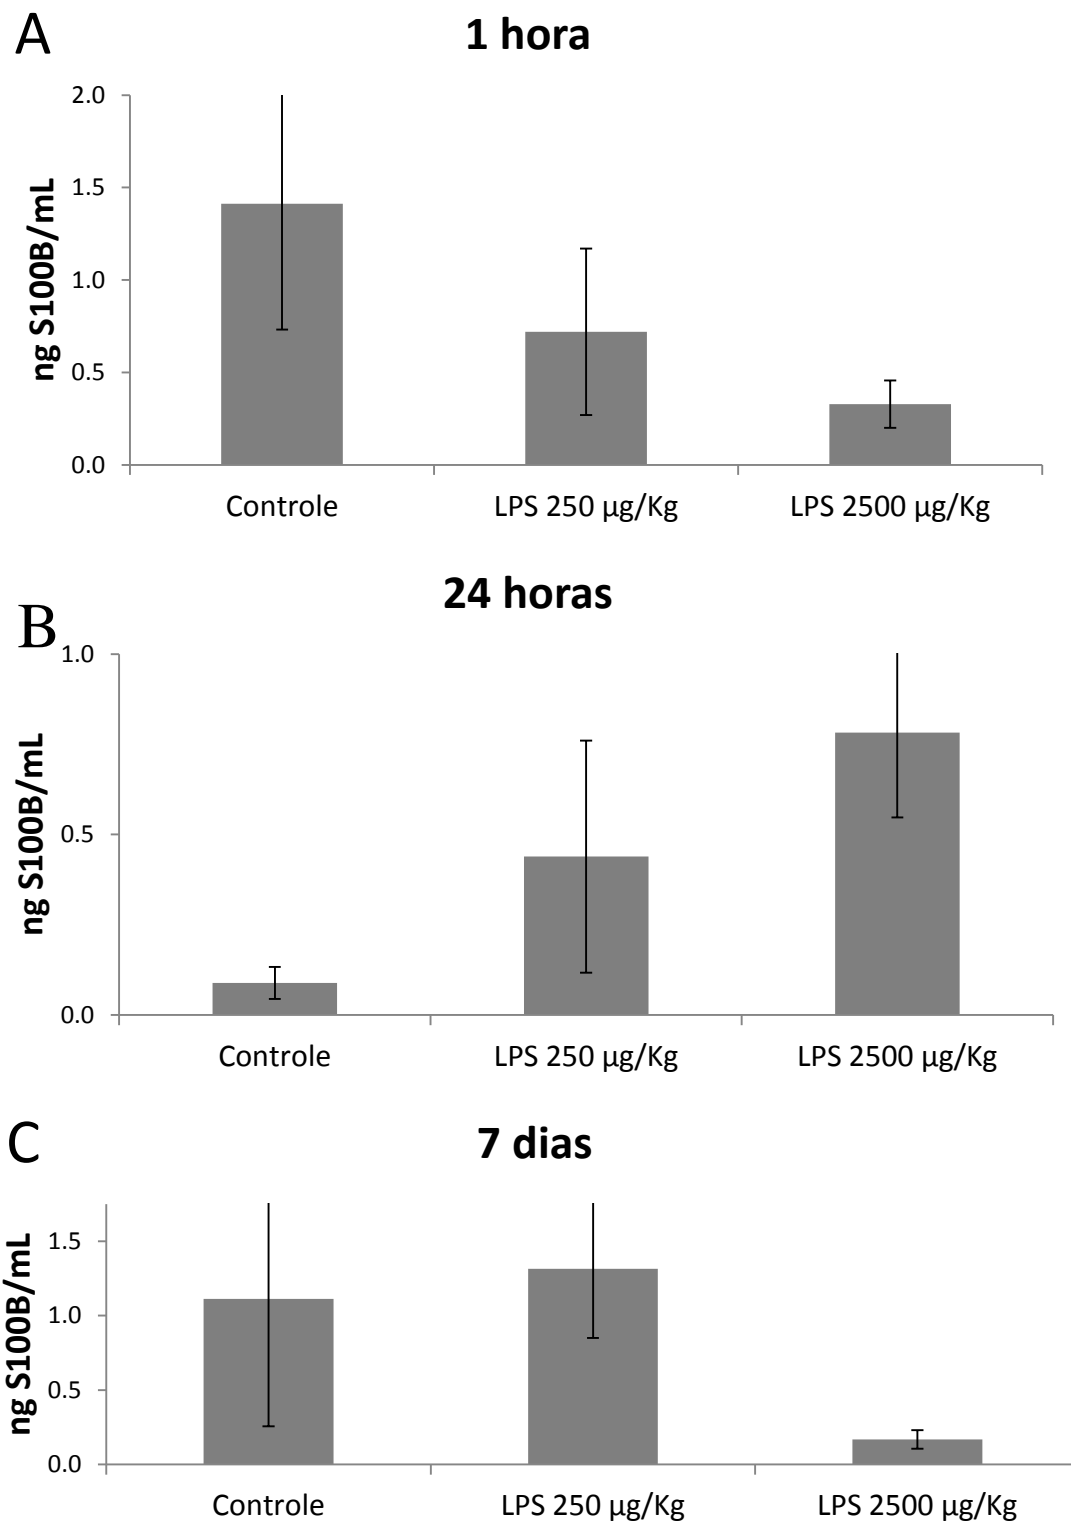 A
1 hora
ng S100B/mL
2.0
1.5
1.0
0.5
0.0
Controle LPS 250 µg/Kg LPS 2500 µg/Kg
B
24 horas
ng S100B/mL
1.0
0.5
0.0
Controle LPS 250 µg/Kg LPS 2500 µg/Kg
C
7 dias
ng S100B/mL
1.5
1.0
0.5
0.0
Controle LPS 250 µg/Kg LPS 2500 µg/Kg